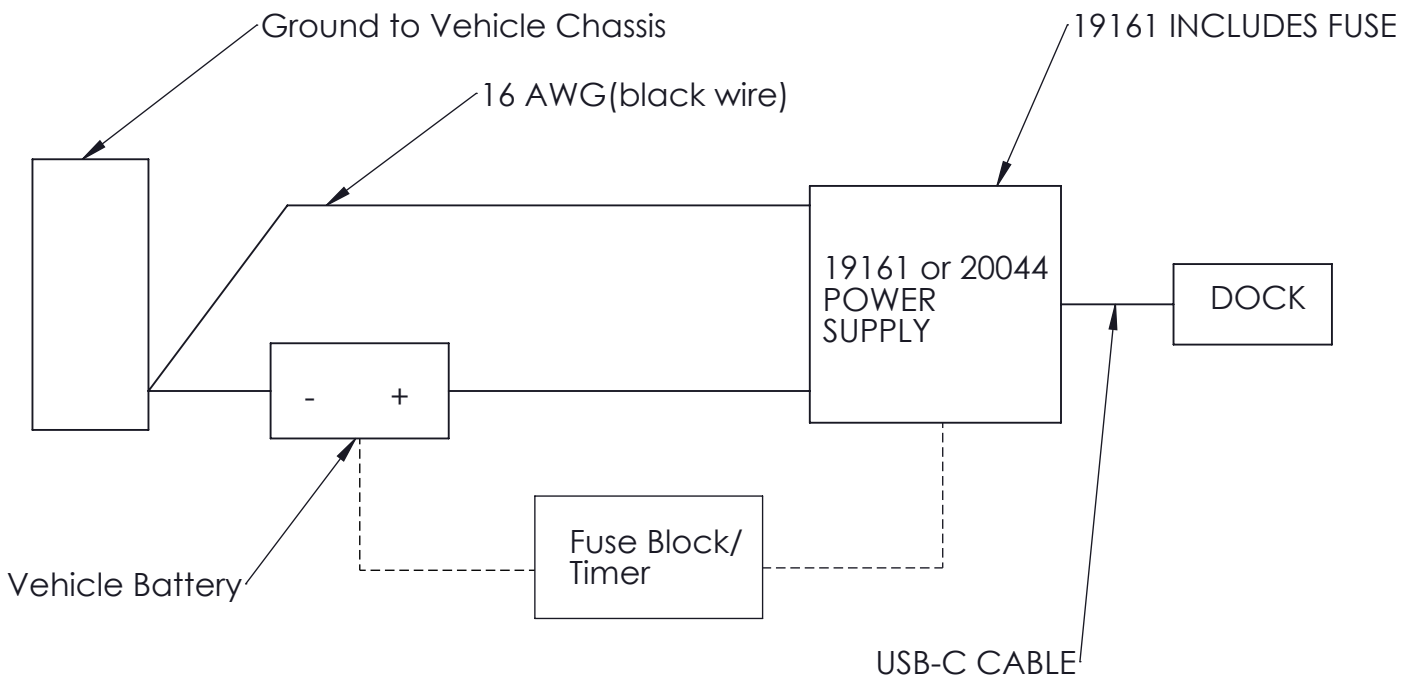 Ground to Vehicle Chassis
19161 INCLUDES FUSE
16 AWG(black wire)
19161 or 20044
POWER
SUPPLY
DOCK
- +
Fuse Block/
Timer
Vehicle Battery
USB-C CABLE